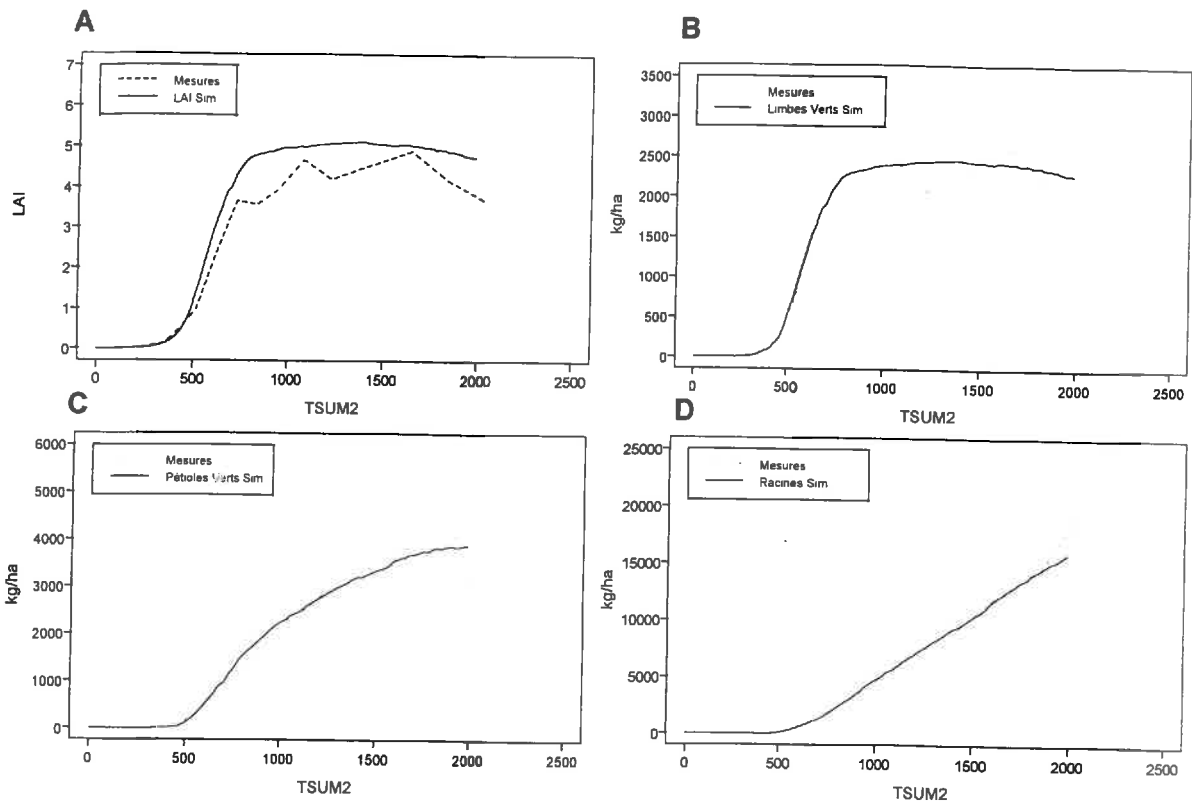 A
7
6
5
4
3
2
1
0
LAI
Mesures
LAI Sim
0 500 1000 1500 2000 2500
TSUM2
B
3500
3000
2500
2000
1500
1000
500
0
kg/ha
Mesures
Limbes Verts Sim
0 500 1000 1500 2000 2500
TSUM2
C
6000
5000
4000
3000
2000
1000
0
kg/ha
Mesures
Pétioles Verts Sim
0 500 1000 1500 2000 2500
TSUM2
D
25000
20000
15000
10000
5000
0
kg/ha
Mesures
Racines Sim
0 500 1000 1500 2000 2500
TSUM2